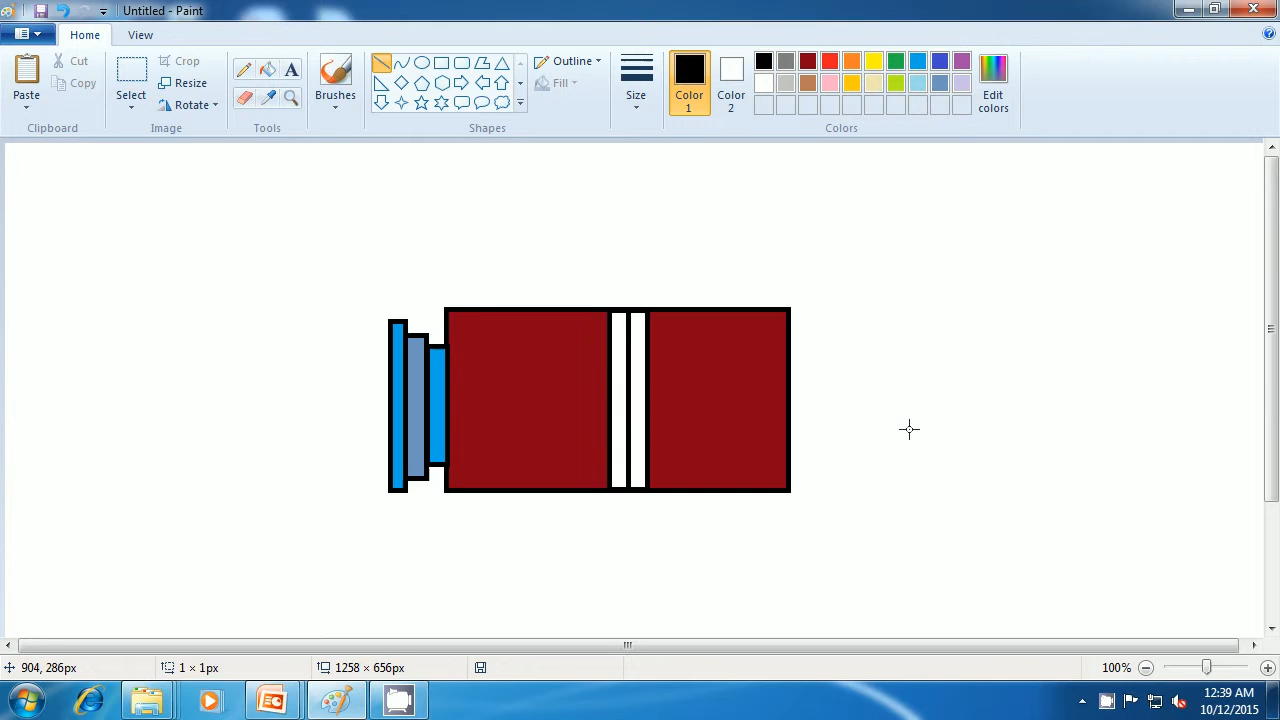 Untitled - Paint
Home View
Paste
Cut
Copy
Clipboard
Select
Crop
Resize
Rotate
Image
A
Tools
Brushes
Outline
Fill
Shapes
Size
Color
1
Color
2
Edit
colors
Colors
904, 286px
1 × 1px
1258 × 656px
100%
12:39 AM
10/12/2015